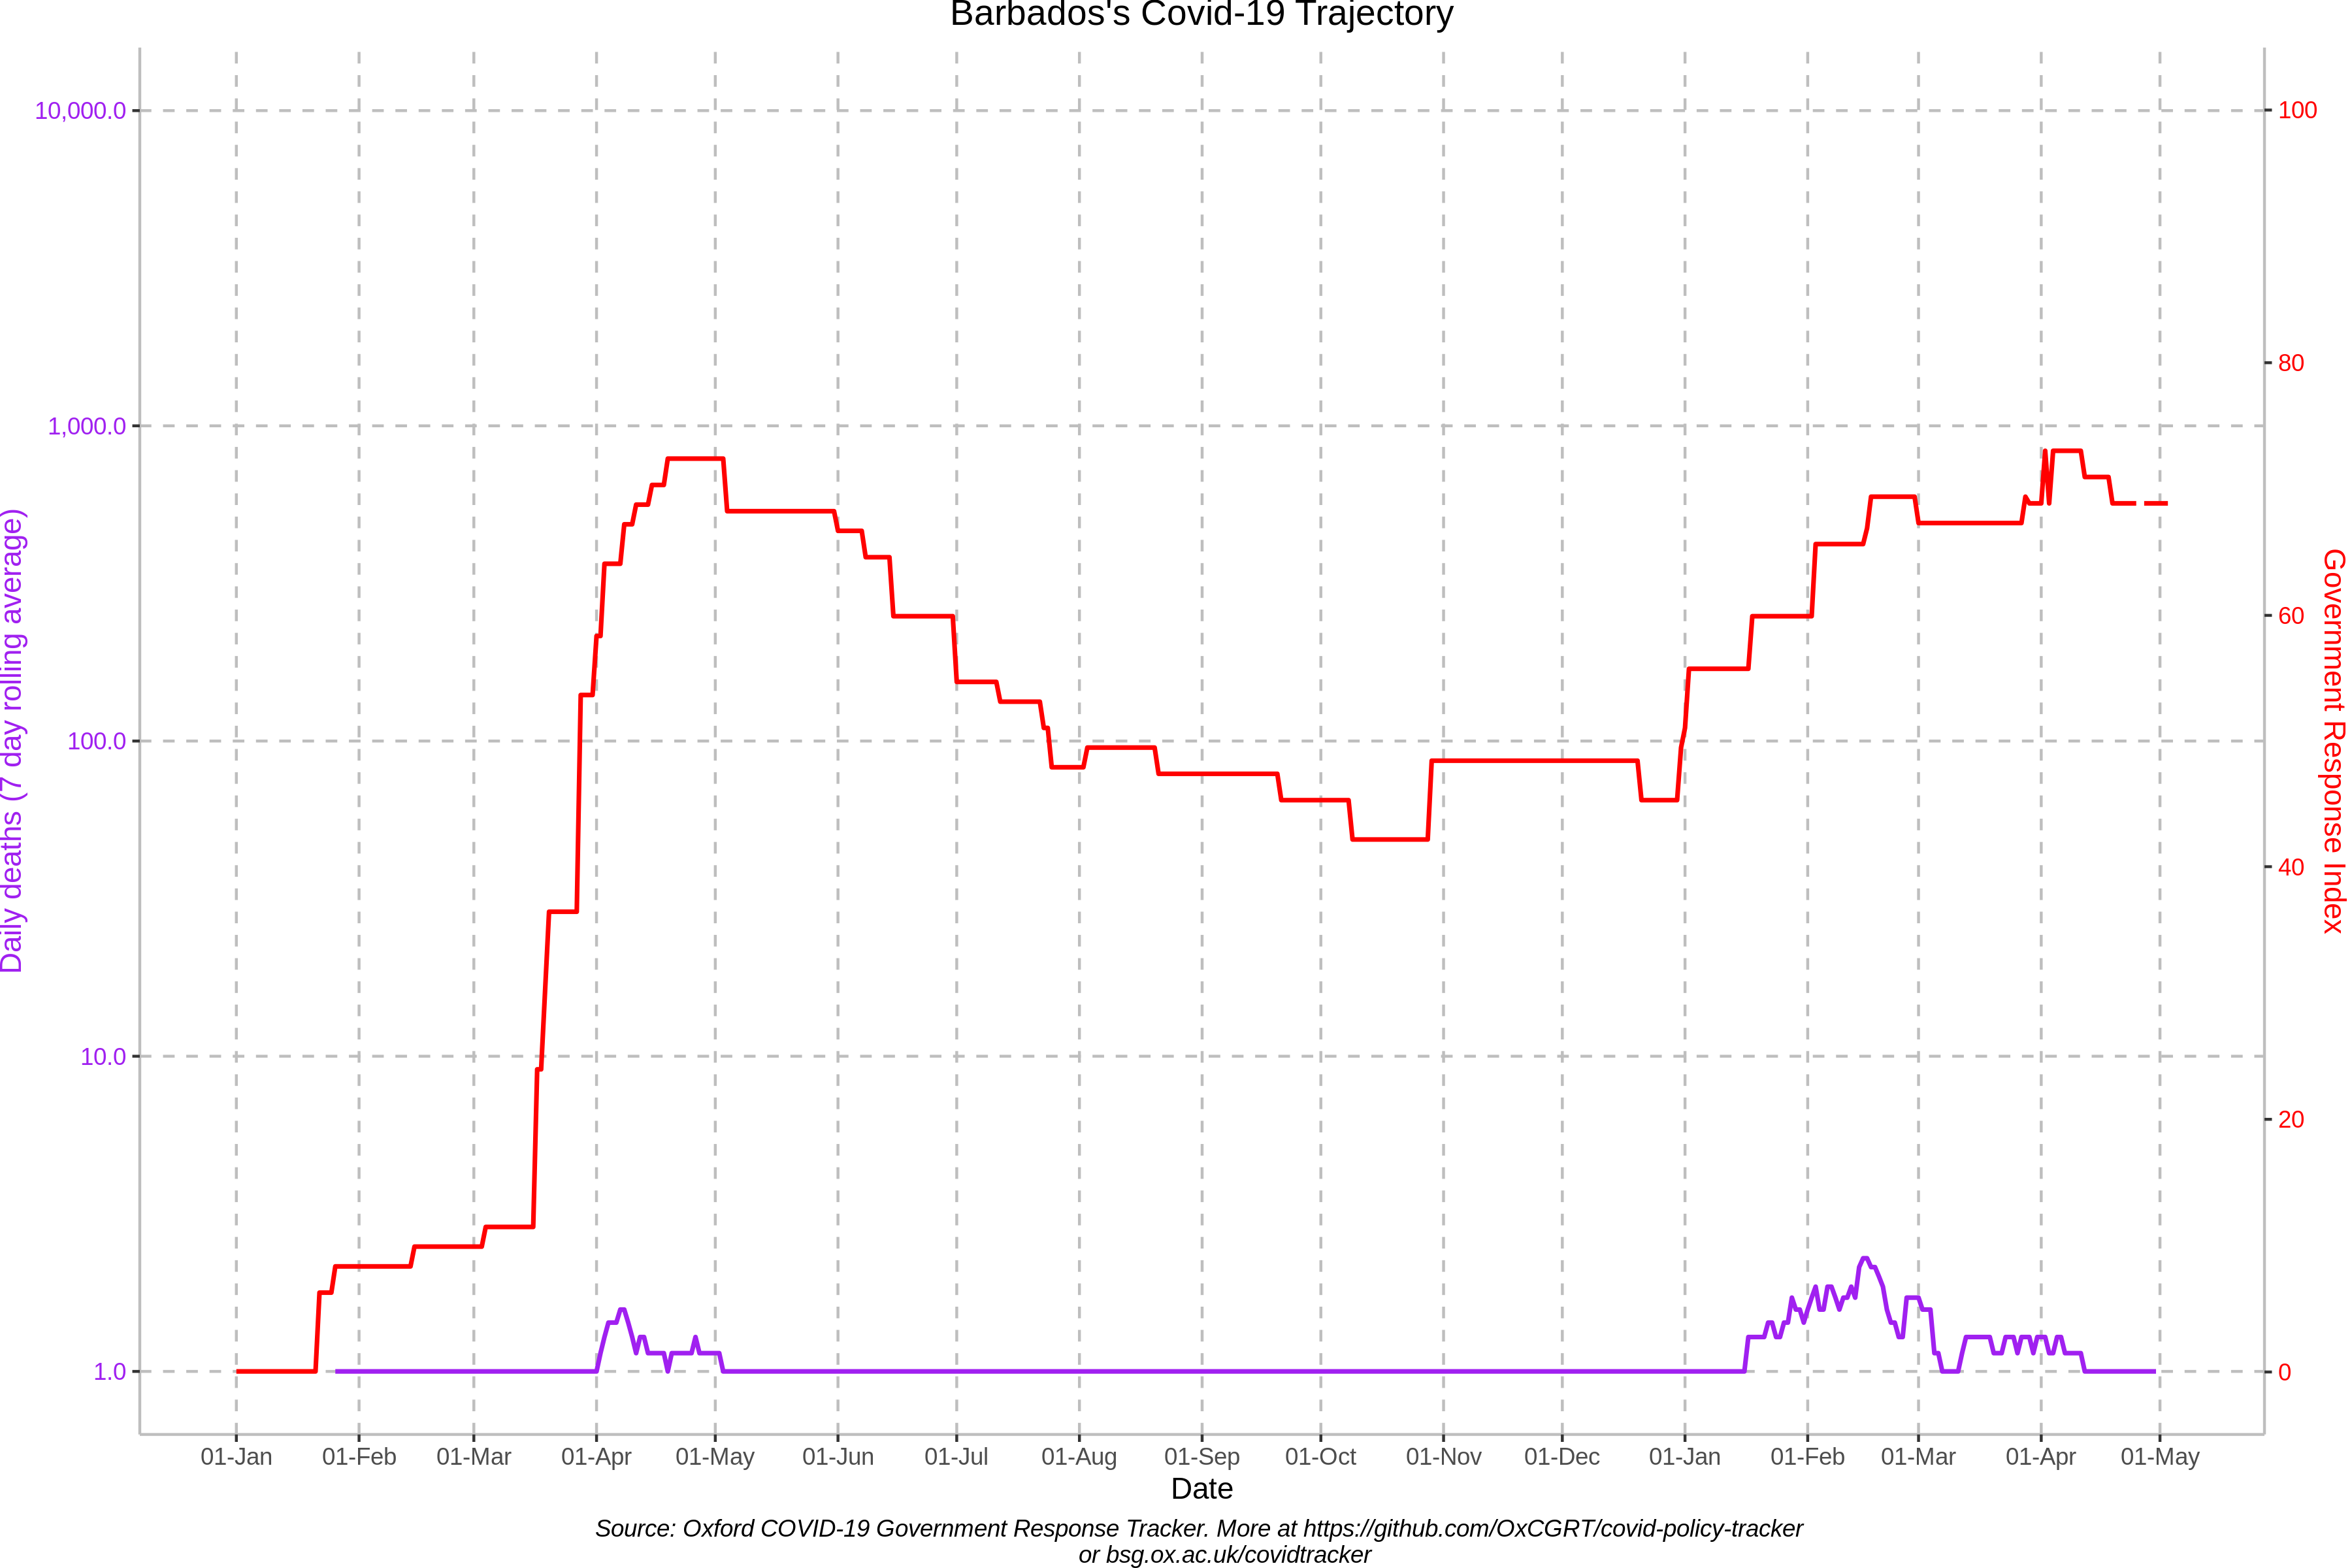 Barbados's Covid-19 Trajectory
10,000.0
1,000.0
100.0
10.0
1.0
Daily deaths (7 day rolling average)
100
80
60
40
20
0
Government Response Index
01-Jan 01-Feb 01-Mar 01-Apr 01-May 01-Jun 01-Jul 01-Aug 01-Sep 01-Oct 01-Nov 01-Dec 01-Jan 01-Feb 01-Mar 01-Apr 01-May
Date
Source: Oxford COVID-19 Government Response Tracker. More at https://github.com/OxCGRT/covid-policy-tracker
or bsg.ox.ac.uk/covidtracker